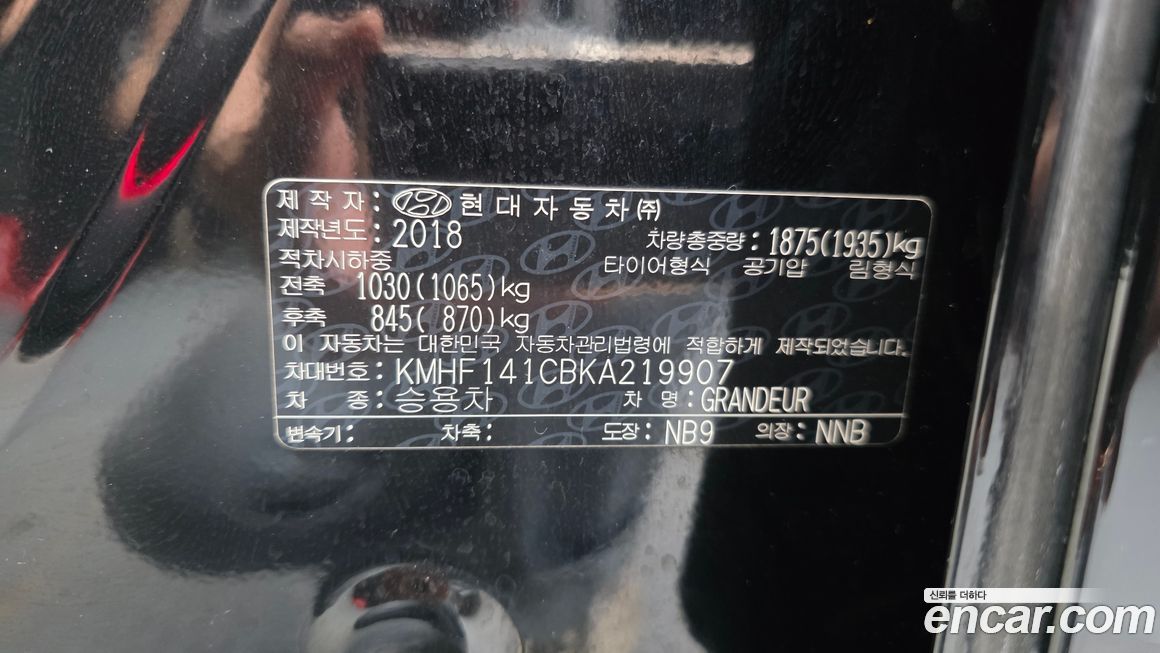 제 작 자 : 현 대 자 동 차 ㈜
제작년도 : 2018 차량총중량 : 1875(1935)kg
적차시하중 타이어형식 공기압 림형식
전축 1030(1065)kg
후축 845( 870)kg
이 자동차는 대한민국 자동차관리법령에 적합하게 제작되었습니다.
차대번호 : KMHF141CBKA219907
차 종 : 승용차 차 명 : GRANDEUR
변속기 : 차축 : 도장 : NB9 의장 : NNB
신뢰를 더하다
encar.com